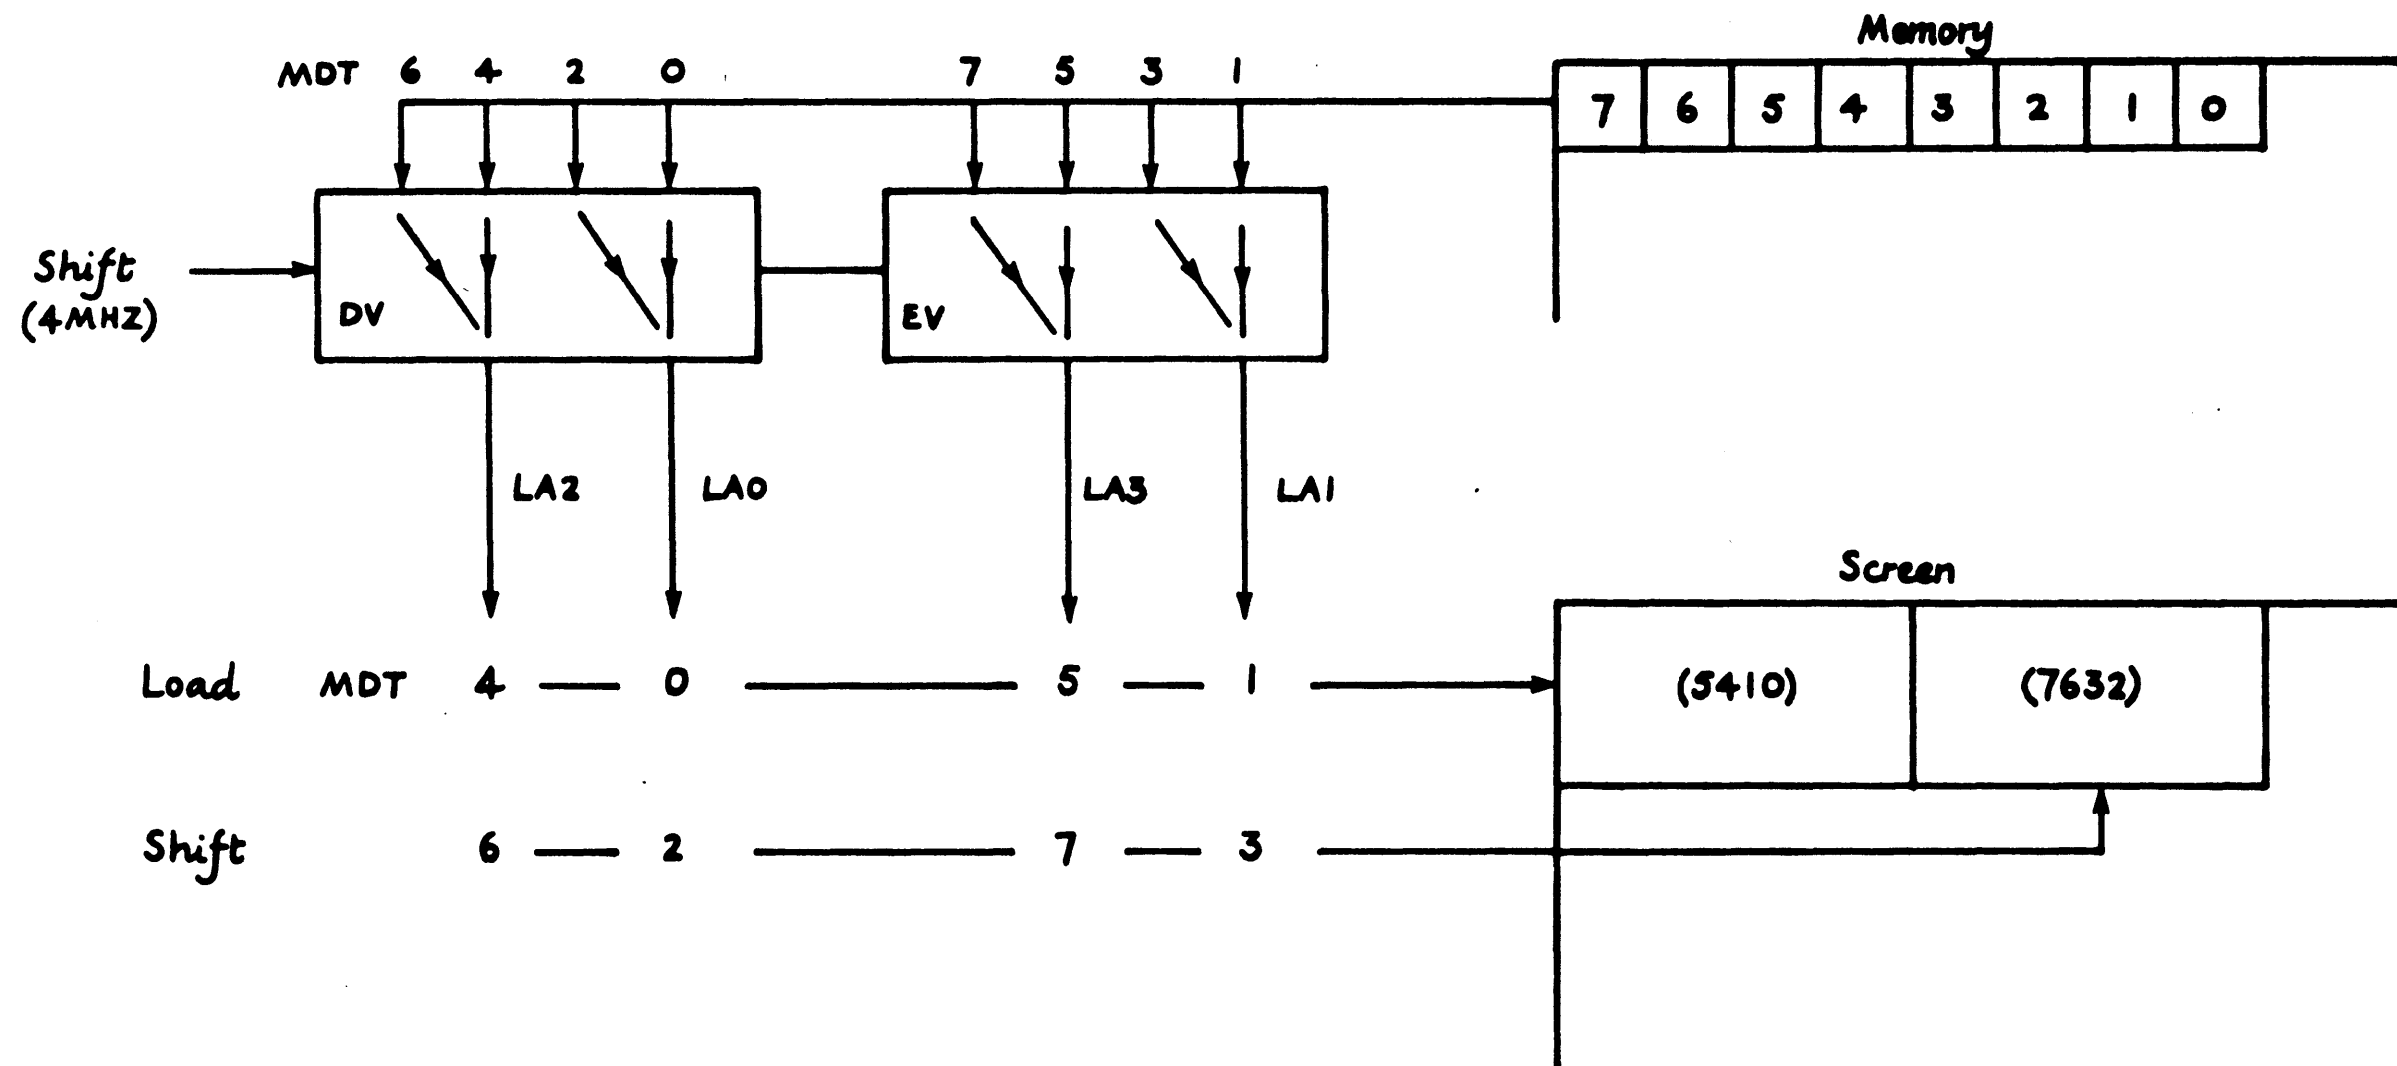 Memory
MDT 6 4 2 0 7 5 3 1
7 6 5 4 3 2 1 0
Shift
(4MHZ)
DV
EV
LA2 LA0 LA3 LA1
Screen
Load MDT 4 — 0 — 5 — 1
(5410) (7632)
Shift 6 — 2 — 7 — 3